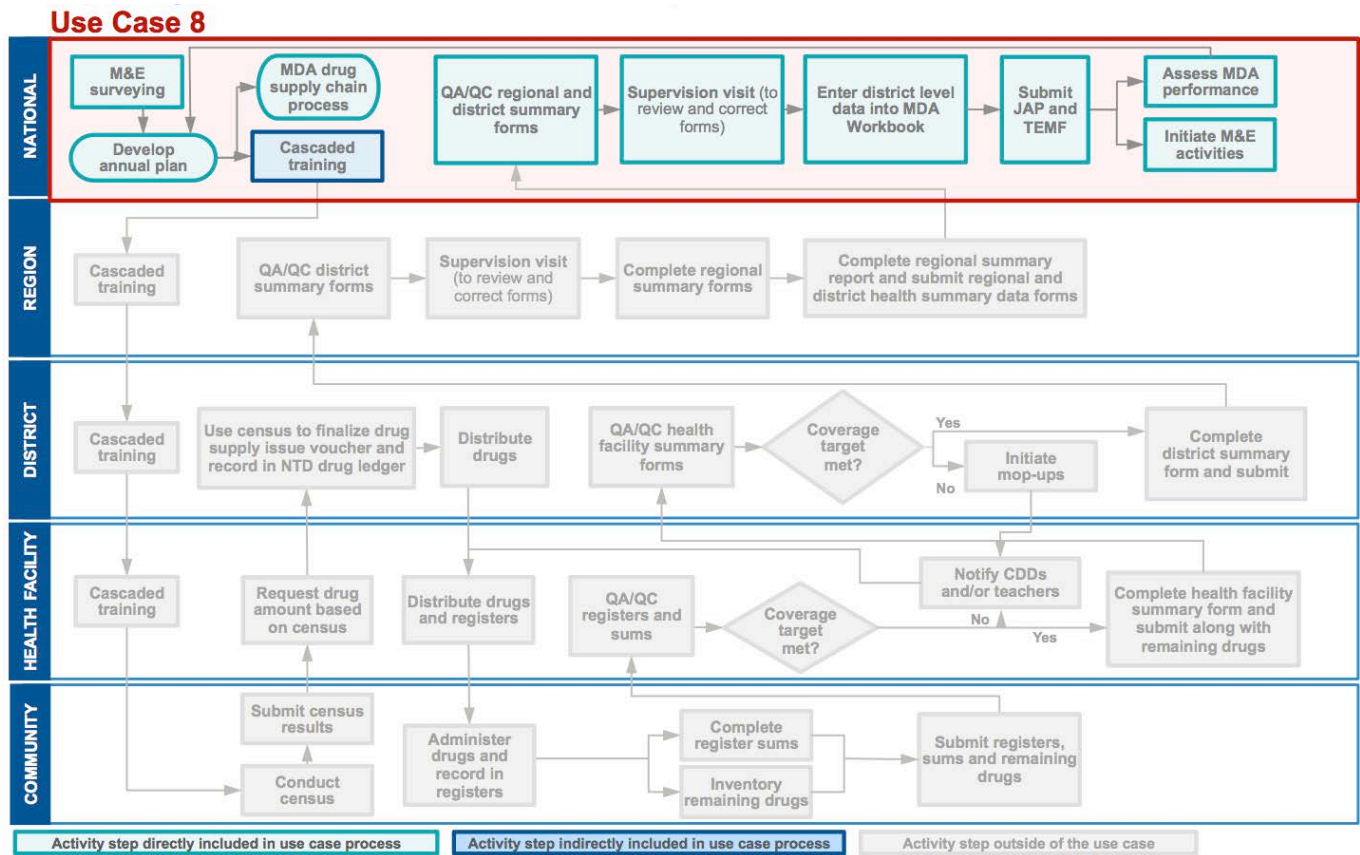 Use Case 8
NATIONAL
M&E
surveying
MDA drug
supply chain
process
Develop
annual plan
Cascaded
training
QA/QC regional and
district summary
forms
Supervision visit (to
review and correct
forms)
Enter district level
data into MDA
Workbook
Submit
JAP and
TEMF
Assess MDA
performance
Initiate M&E
activities
REGION
Cascaded
training
QA/QC district
summary forms
Supervision visit
(to review and
correct forms)
Complete regional
summary forms
Complete regional summary
report and submit regional and
district health summary data forms
DISTRICT
Cascaded
training
Use census to finalize drug
supply issue voucher and
record in NTD drug ledger
Distribute
drugs
QA/QC health
facility summary
forms
Coverage
target
met?
Yes
No
Initiate
mop-ups
Complete
district summary
form and submit
HEALTH FACILITY
Cascaded
training
Request drug
amount based
on census
Distribute drugs
and registers
QA/QC
registers and
sums
Coverage
target
met?
No
Yes
Notify CDDs
and/or teachers
Complete health facility
summary form and
submit along with
remaining drugs
COMMUNITY
Submit census
results
Conduct
census
Administer
drugs and
record in
registers
Complete
register sums
Inventory
remaining drugs
Submit registers,
sums and remaining
drugs
Activity step directly included in use case process
Activity step indirectly included in use case process
Activity step outside of the use case